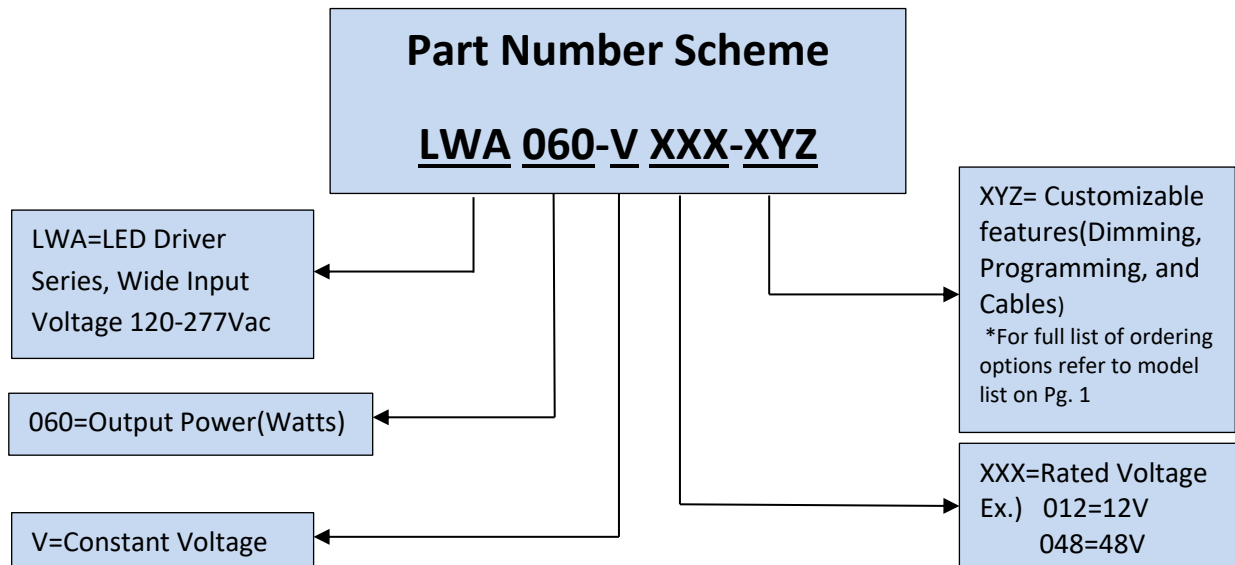 Part Number Scheme
LWA 060-V XXX-XYZ
LWA=LED Driver
Series, Wide Input
Voltage 120-277Vac
060=Output Power(Watts)
V=Constant Voltage
XYZ= Customizable
features(Dimming,
Programming, and
Cables)
*For full list of ordering
options refer to model
list on Pg. 1
XXX=Rated Voltage
Ex.) 012=12V
048=48V